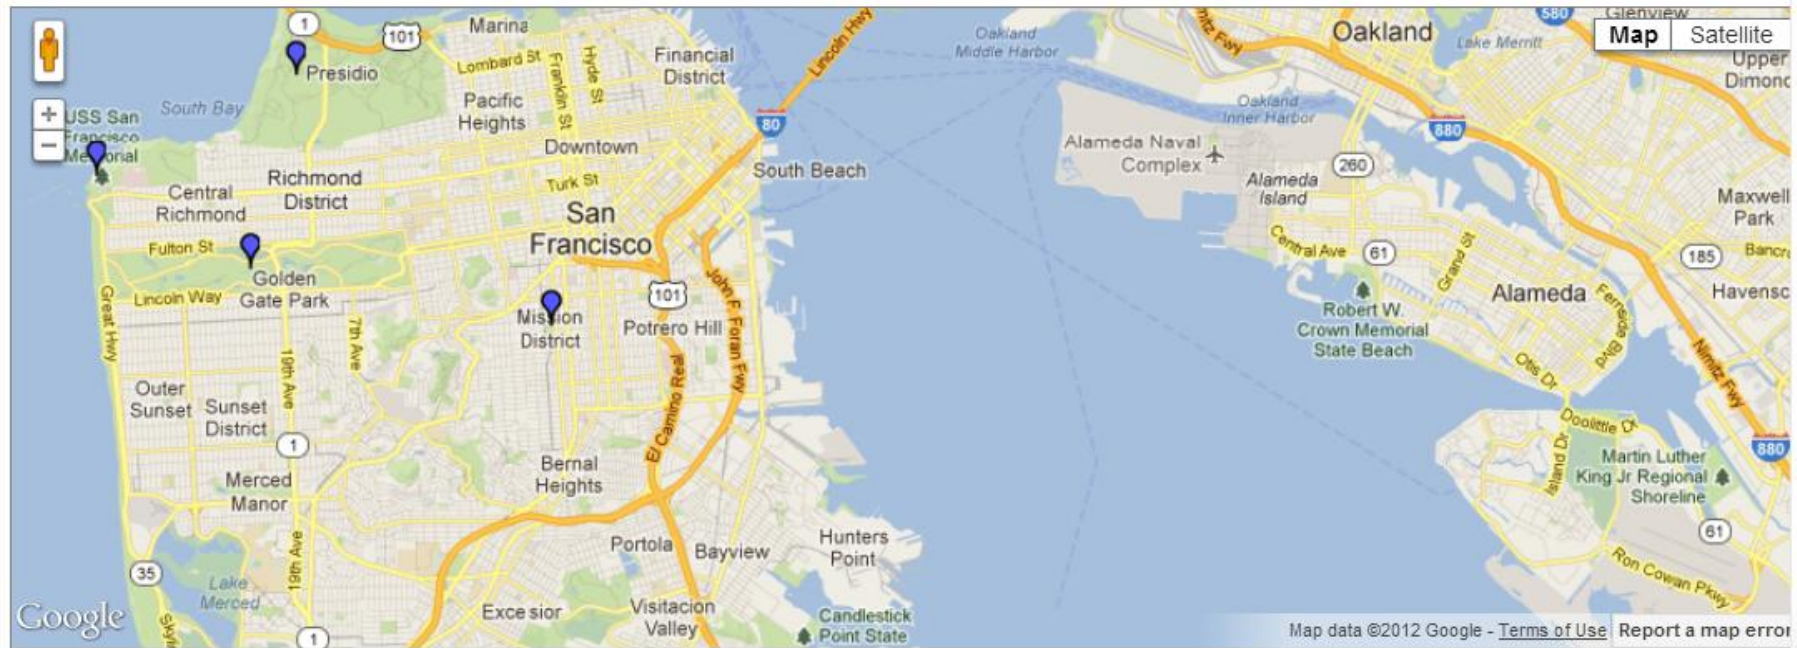 1
101
Marina
Presidio
Lombard St
Franklin St
Hyde St
Financial
District
Lincoln Hwy
Oakland
Middle Harbor
Oakland
Lake Merritt
580
Glenview
Map
Satellite
Upper
South Bay
Pacific
Heights
80
Oakland
Inner Harbor
880
USS San
Francisco
Memorial
Downtown
South Beach
Alameda Naval
Complex
260
Central
Richmond
Richmond
District
Turk St
Alameda
Island
Maxwell
Park
San
Francisco
Fulton St
Golden
Gate Park
Central Ave
61
Grand St
185
Lincoln Way
Great Hwy
7th Ave
Mission
District
101
Potrero Hill
John F. Foran Fwy
Robert W.
Crown Memorial
State Beach
Alameda
Fernside Blvd
Outer
Sunset
Sunset
District
19th Ave
El Camino Real
Otis Dr
Nimitz Fwy
1
Doolittle Dr
Island Dr
880
Merced
Manor
Bernal
Heights
Martin Luther
King Jr Regional
Shoreline
61
35
19th Ave
Portola
Bayview
Hunters
Point
Ron Cowan Pkwy
Lake
Merced
Google
1
Excelsior
Visitacion
Valley
Candlestick
Point State
Map data ©2012 Google - Terms of Use
Report a map error